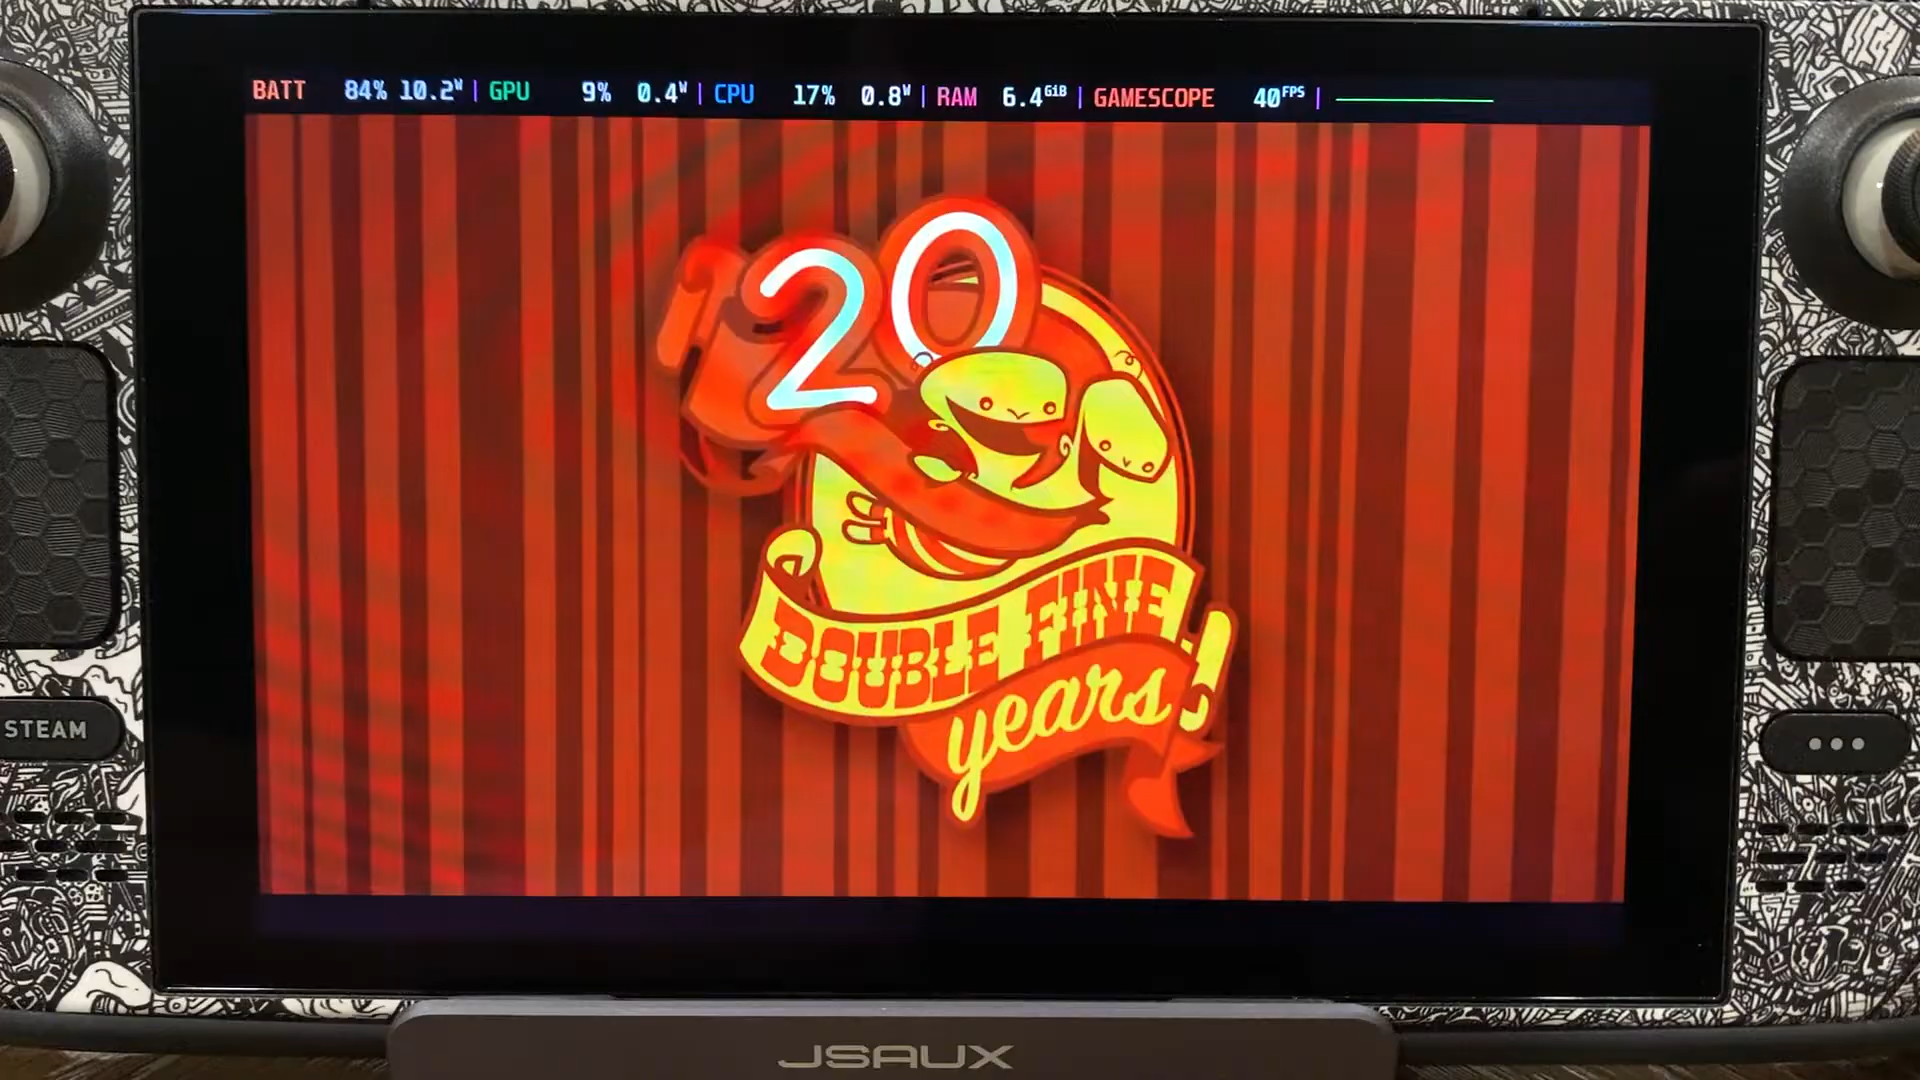 BATT 84% 10.2W | GPU 9% 0.4W | CPU 17% 0.8W | RAM 6.4GiB | GAMESCOPE 40FPS |
20
DOUBLE FINE
years!
STEAM
JSAUX